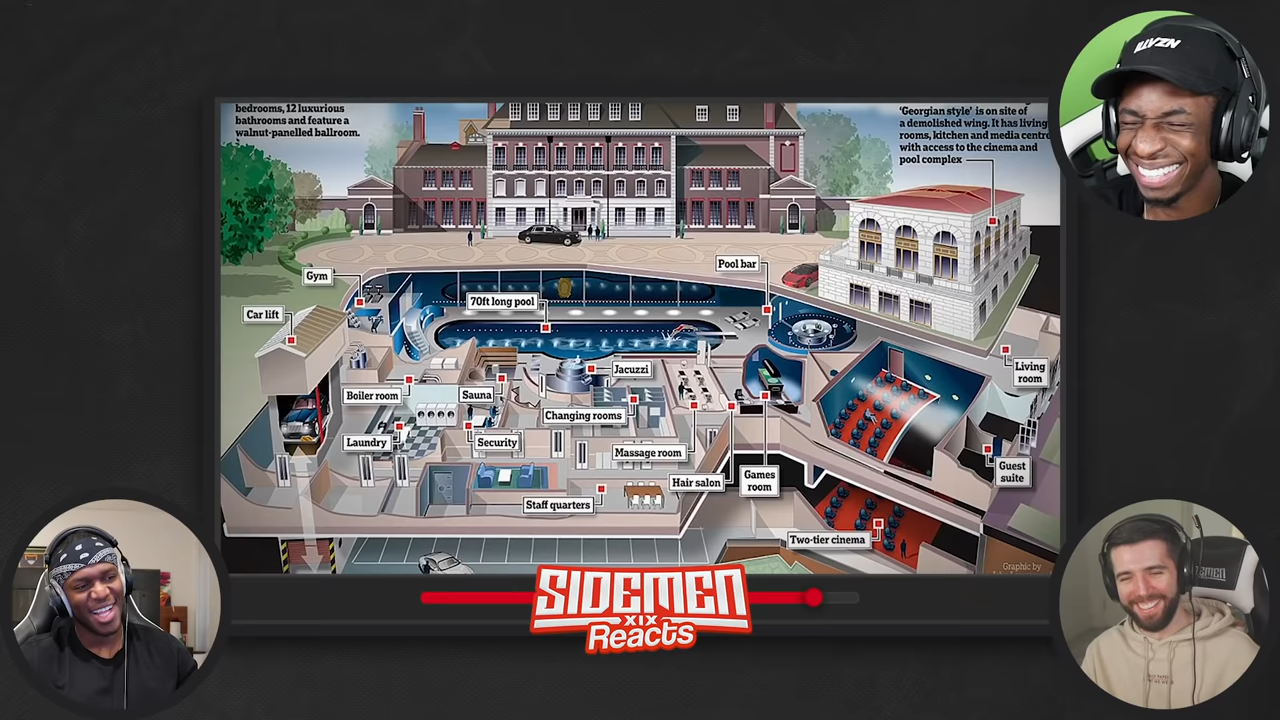 bedrooms, 12 luxurious
bathrooms and feature a
walnut-panelled ballroom.
'Georgian style' is on site of
a demolished wing. It has living
rooms, kitchen and media centre
with access to the cinema and
pool complex
LLVZN
Gym
Pool bar
70ft long pool
Car lift
Jacuzzi
Living
room
Boiler room
Sauna
Changing rooms
Laundry
Security
Massage room
Hair salon
Games
room
Guest
suite
Staff quarters
Two-tier cinema
Graphic by
SIDEMEN
XIX
Reacts
SIDEMEN